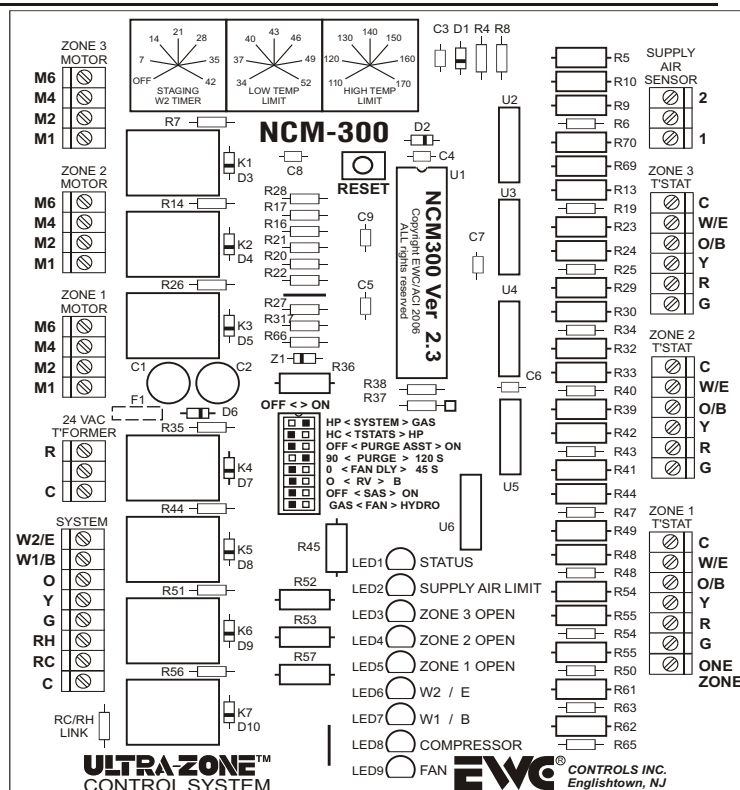 ZONE 3
MOTOR
M6
M4
M2
M1
ZONE 2
MOTOR
M6
M4
M2
M1
ZONE 1
MOTOR
M6
M4
M2
M1
24 VAC
T'FORMER
R
C
SYSTEM
W2/E
W1/B
O
Y
G
RH
RC
C
RC/RH
LINK
OFF
7
14
21
28
35
42
STAGING
W2 TIMER
34
37
40
43
46
49
52
LOW TEMP
LIMIT
110
120
130
140
150
160
170
HIGH TEMP
LIMIT
C3
D1
R4
R8
R7
NCM-300
C8
RESET
D2
C4
U1
K1
D3
R14
K2
D4
R26
K3
D5
C1
C2
F1
D6
R35
K4
D7
R44
K5
D8
R51
K6
D9
R56
K7
D10
R28
R17
R16
R21
R20
R22
R27
R317
R66
Z1
R36
C9
C5
NCM300 Ver 2.3
Copyright EWC/ACI 2006
ALL rights reserved
R38
R37
C7
U2
U3
U4
C6
U5
U6
OFF < > ON
HP < SYSTEM > GAS
HC < TSTATS > HP
OFF < PURGE ASST > ON
90 < PURGE > 120 S
0 < FAN DLY > 45 S
O < RV > B
OFF < SAS > ON
GAS < FAN > HYDRO
R45
R52
R53
R57
LED1 STATUS
LED2 SUPPLY AIR LIMIT
LED3 ZONE 3 OPEN
LED4 ZONE 2 OPEN
LED5 ZONE 1 OPEN
LED6 W2 / E
LED7 W1 / B
LED8 COMPRESSOR
LED9 FAN
R5
R10
R9
R6
R70
R69
R13
R19
R23
R24
R25
R29
R30
R34
R32
R33
R40
R39
R42
R43
R41
R44
R47
R49
R48
R48
R54
R55
R54
R55
R50
R61
R63
R62
R65
SUPPLY
AIR
SENSOR
2
1
ZONE 3
T'STAT
C
W/E
O/B
Y
R
G
ZONE 2
T'STAT
C
W/E
O/B
Y
R
G
ZONE 1
T'STAT
C
W/E
O/B
Y
R
G
ONE
ZONE
ULTRA-ZONE™
CONTROL SYSTEM
EWC® CONTROLS INC.
Englishtown, NJ